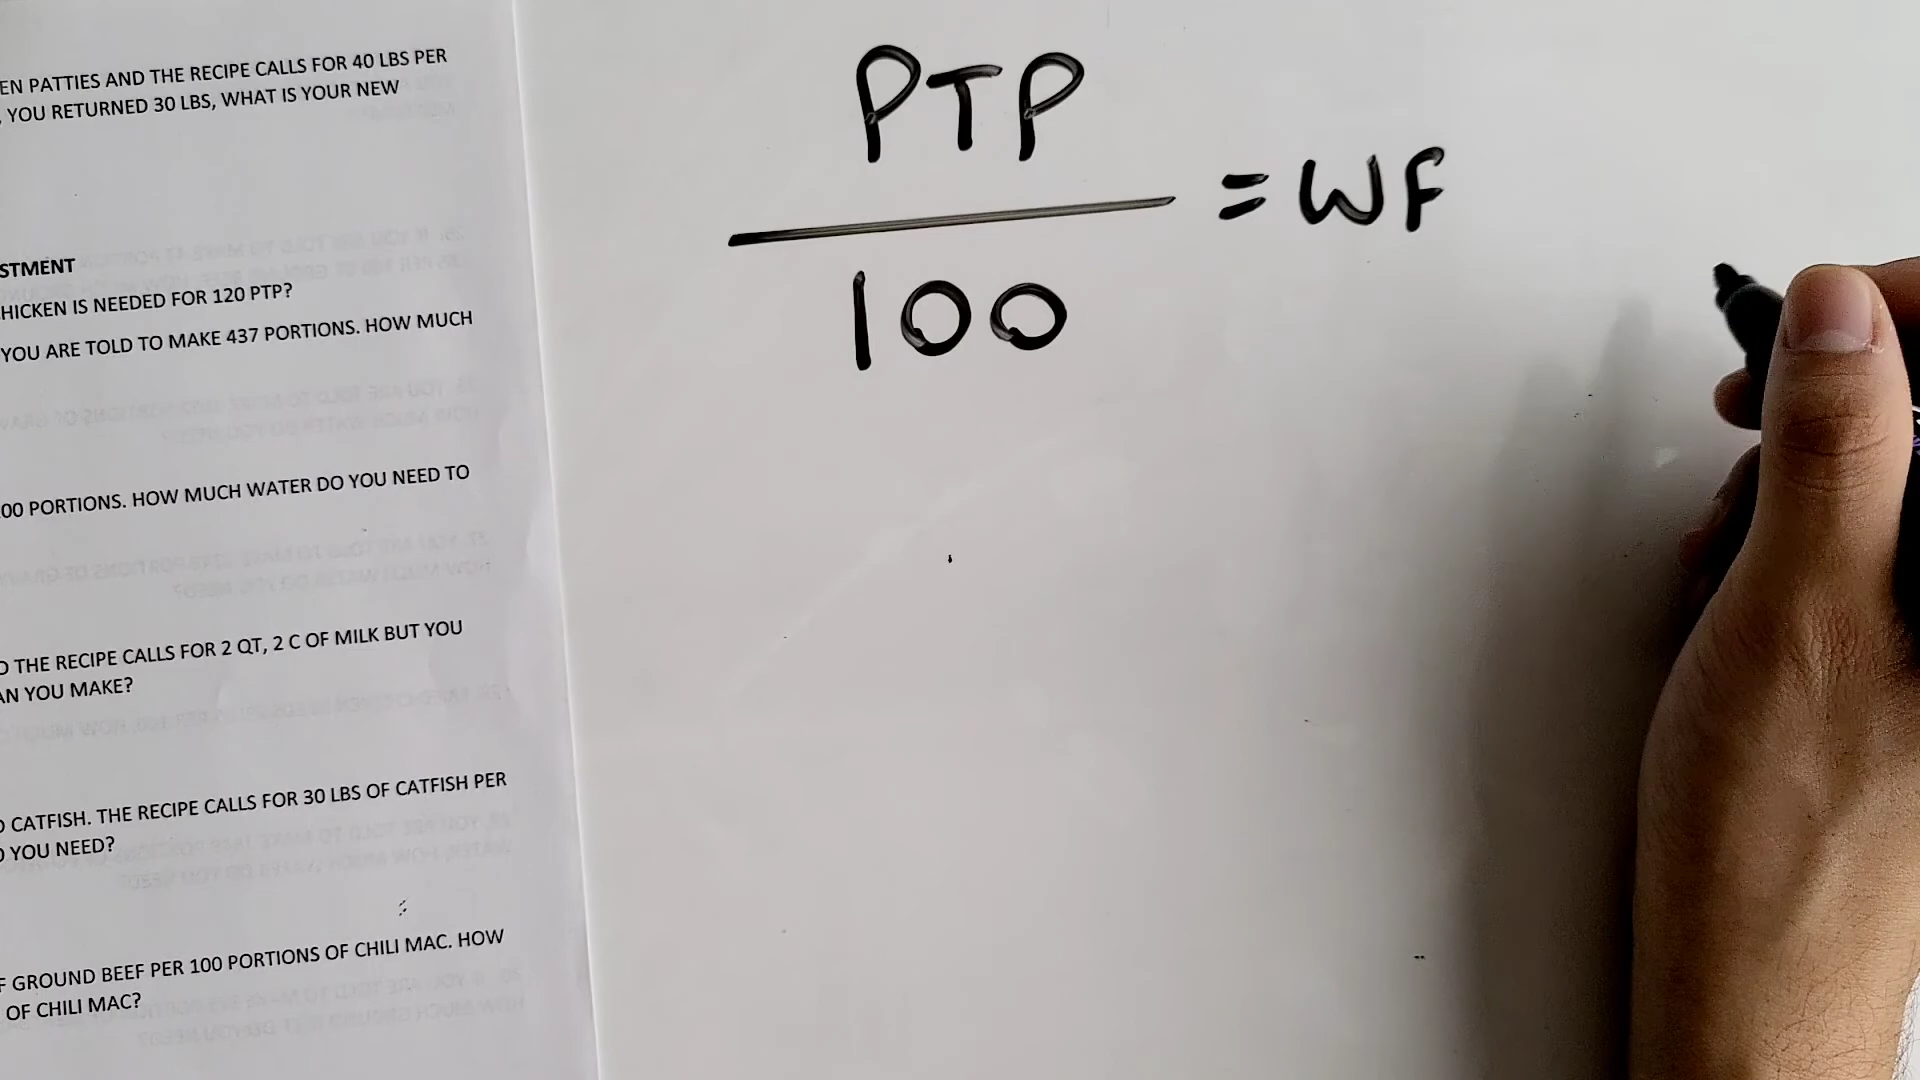 EN PATTIES AND THE RECIPE CALLS FOR 40 LBS PER
, YOU RETURNED 30 LBS, WHAT IS YOUR NEW
STMENT
HICKEN IS NEEDED FOR 120 PTP?
YOU ARE TOLD TO MAKE 437 PORTIONS. HOW MUCH
00 PORTIONS. HOW MUCH WATER DO YOU NEED TO
THE RECIPE CALLS FOR 2 QT, 2 C OF MILK BUT YOU
AN YOU MAKE?
CATFISH. THE RECIPE CALLS FOR 30 LBS OF CATFISH PER
YOU NEED?
F GROUND BEEF PER 100 PORTIONS OF CHILI MAC. HOW
OF CHILI MAC?
PTP
= WF
100